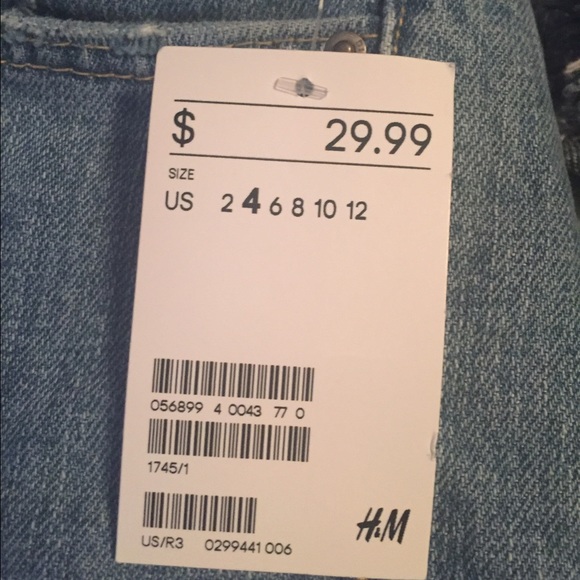 $ 29.99
SIZE
US 2 4 6 8 10 12
056899 4 0043 77 0
1745/1
H&M
US/R3 0299441 006